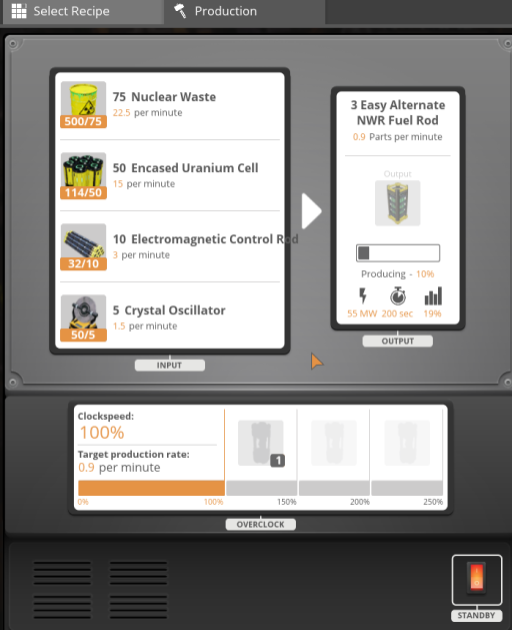 Select Recipe
Production
75 Nuclear Waste
22.5 per minute
500/75
50 Encased Uranium Cell
15 per minute
114/50
10 Electromagnetic Control Rod
3 per minute
32/10
5 Crystal Oscillator
1.5 per minute
50/5
INPUT
3 Easy Alternate
NWR Fuel Rod
0.9 Parts per minute
Output
Producing - 10%
55 MW 200 sec 19%
OUTPUT
Clockspeed:
100%
Target production rate:
0.9 per minute
1
0% 100% 150% 200% 250%
OVERCLOCK
STANDBY